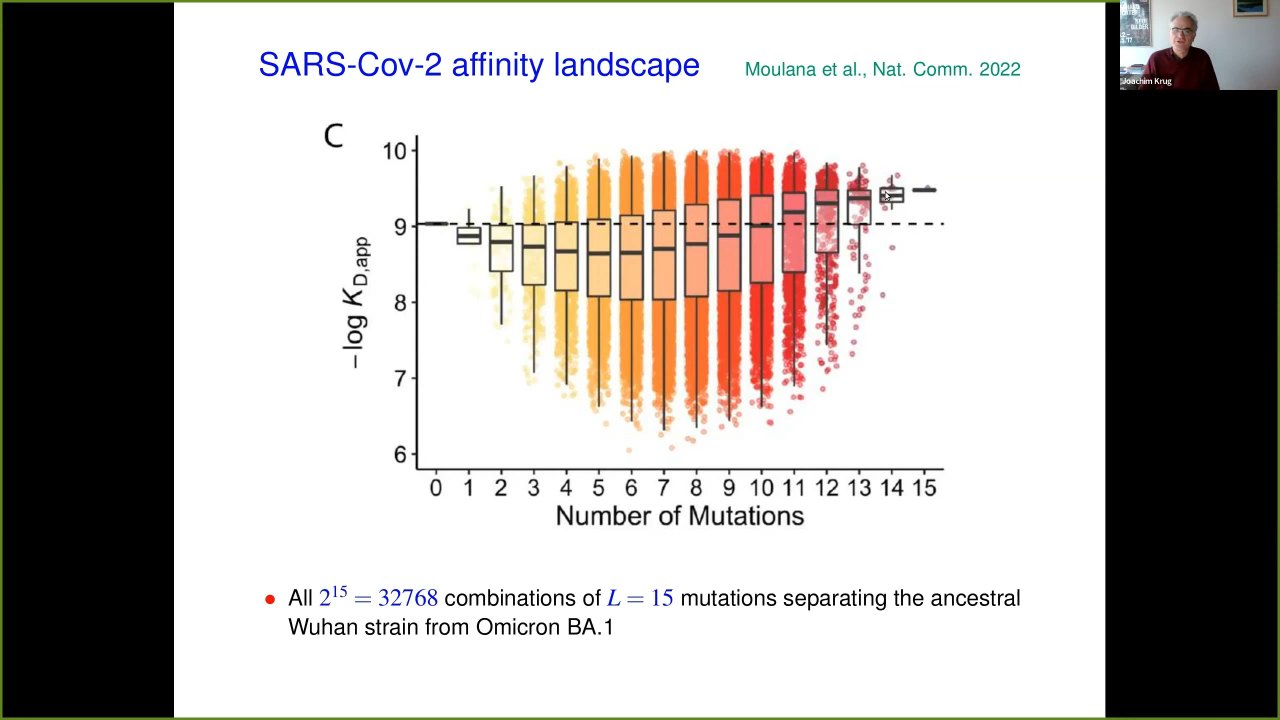 SARS-Cov-2 affinity landscape Moulana et al., Nat. Comm. 2022
Joachim Krug
C
10
9
8
7
6
−log K_D,app
0 1 2 3 4 5 6 7 8 9 10 11 12 13 14 15
Number of Mutations
• All 2^15 = 32768 combinations of L = 15 mutations separating the ancestral
Wuhan strain from Omicron BA.1